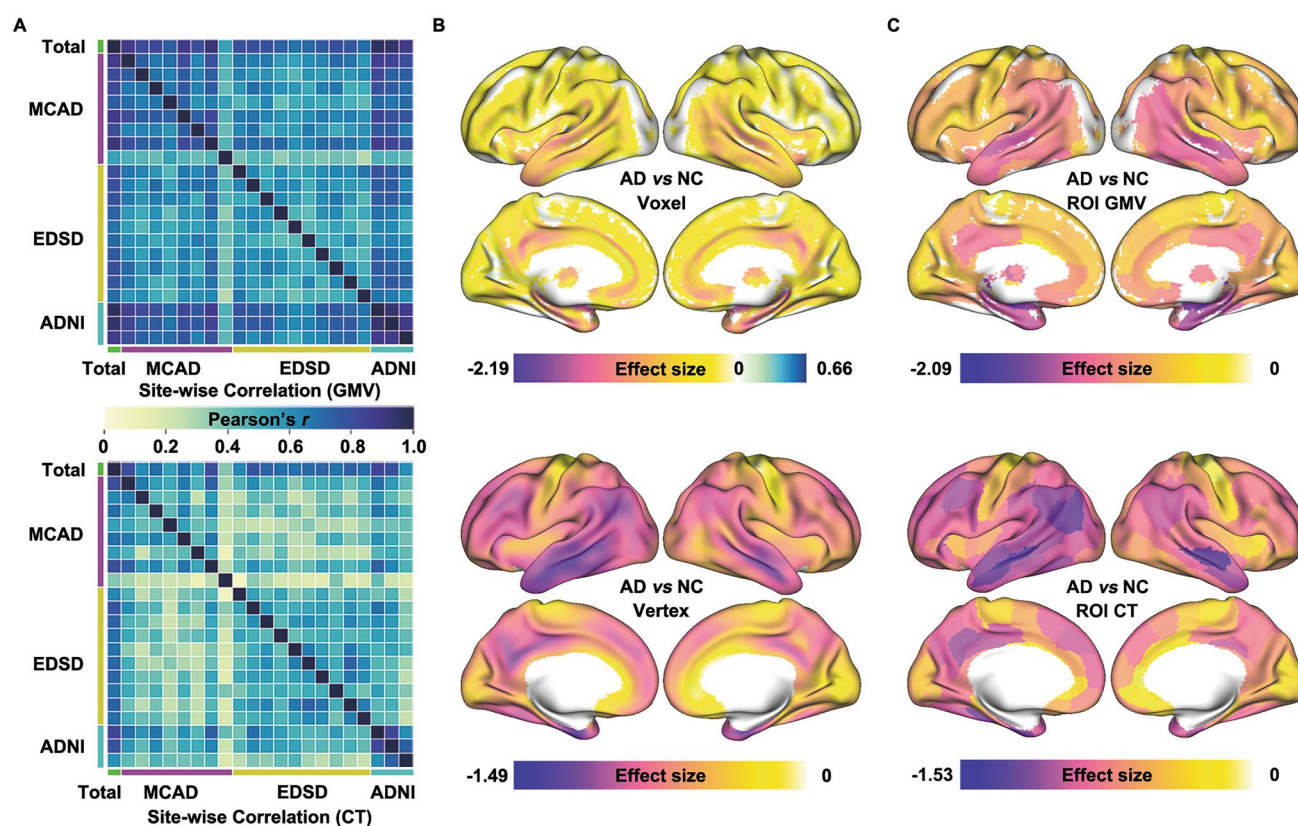 A
Total
MCAD
EDSD
ADNI
Total MCAD EDSD ADNI
Site-wise Correlation (GMV)
Pearson's r
0 0.2 0.4 0.6 0.8 1.0
Total
MCAD
EDSD
ADNI
Total MCAD EDSD ADNI
Site-wise Correlation (CT)
B
AD vs NC
Voxel
-2.19 Effect size 0 0.66
AD vs NC
Vertex
-1.49 Effect size 0
C
AD vs NC
ROI GMV
-2.09 Effect size 0
AD vs NC
ROI CT
-1.53 Effect size 0